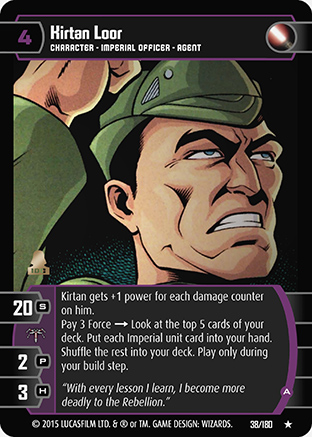 4 Kirtan Loor
CHARACTER - IMPERIAL OFFICER - AGENT
20 S
2 P
3 H
Kirtan gets +1 power for each damage counter
on him.
Pay 3 Force → Look at the top 5 cards of your
deck. Put each Imperial unit card into your hand.
Shuffle the rest into your deck. Play only during
your build step.
“With every lesson I learn, I become more
deadly to the Rebellion.”
A
© 2015 LUCASFILM LTD. & ® or TM. GAME DESIGN: WIZARDS. 38/180 ★